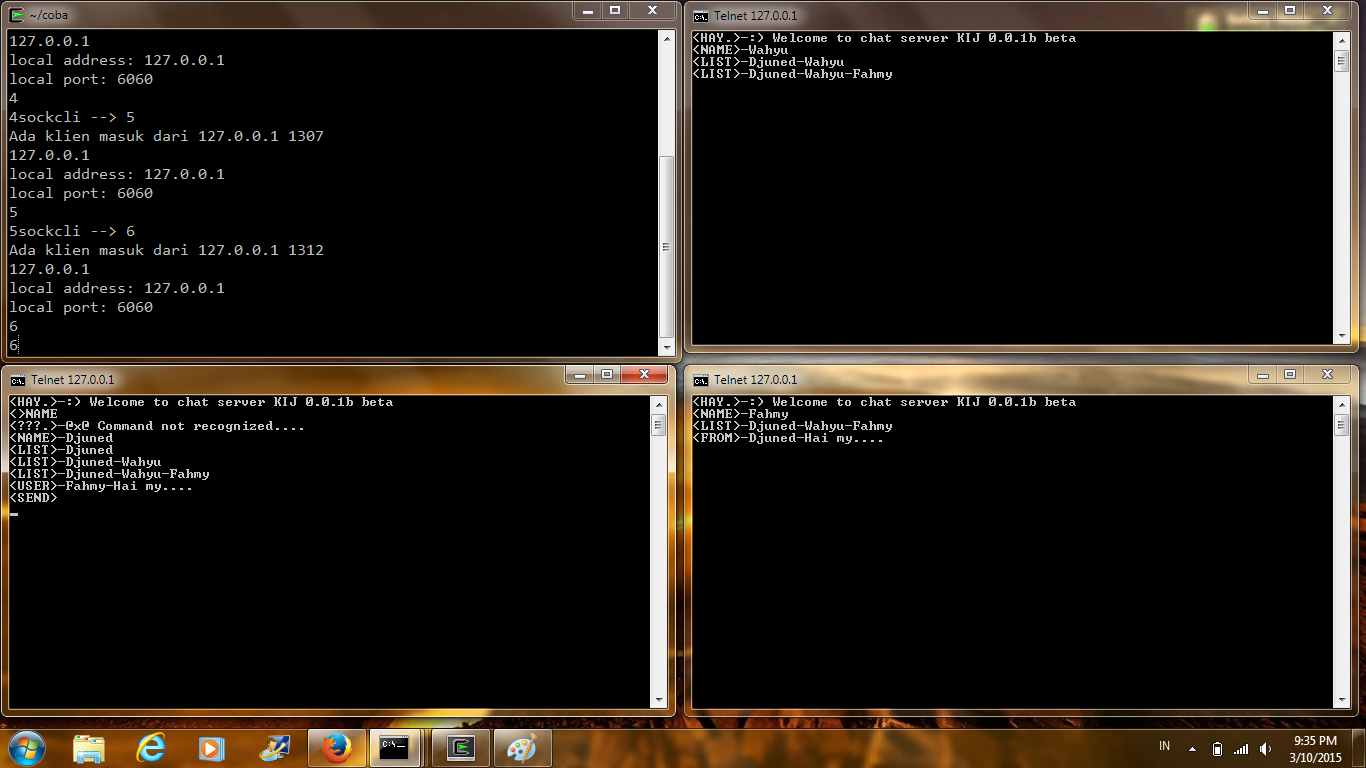 ~/coba
127.0.0.1
local address: 127.0.0.1
local port: 6060
4
4sockcli --> 5
Ada klien masuk dari 127.0.0.1 1307
127.0.0.1
local address: 127.0.0.1
local port: 6060
5
5sockcli --> 6
Ada klien masuk dari 127.0.0.1 1312
127.0.0.1
local address: 127.0.0.1
local port: 6060
6
6
Telnet 127.0.0.1
<HAY.>-:) Welcome to chat server KIJ 0.0.1b beta
<NAME>-Wahyu
<LIST>-Djuned-Wahyu
<LIST>-Djuned-Wahyu-Fahmy
Telnet 127.0.0.1
<HAY.>-:) Welcome to chat server KIJ 0.0.1b beta
<>NAME
<???.>-@x@ Command not recognized....
<NAME>-Djuned
<LIST>-Djuned
<LIST>-Djuned-Wahyu
<LIST>-Djuned-Wahyu-Fahmy
<USER>-Fahmy-Hai my....
<SEND>
Telnet 127.0.0.1
<HAY.>-:) Welcome to chat server KIJ 0.0.1b beta
<NAME>-Fahmy
<LIST>-Djuned-Wahyu-Fahmy
<FROM>-Djuned-Hai my....
IN
9:35 PM
3/10/2015